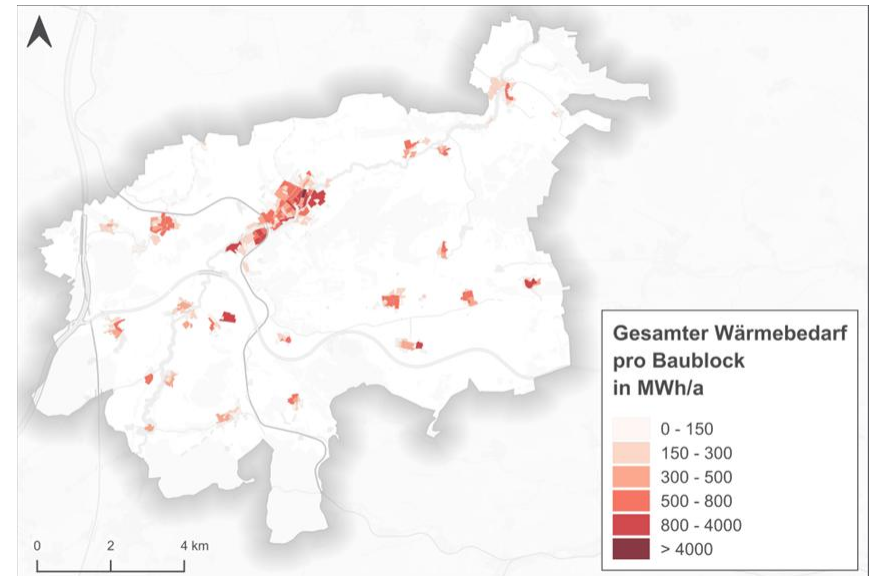 Gesamter Wärmebedarf
pro Baublock
in MWh/a
0 - 150
150 - 300
300 - 500
500 - 800
800 - 4000
> 4000
0 2 4 km